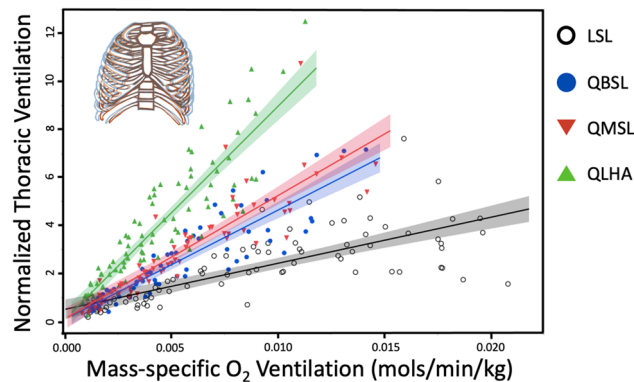 Normalized Thoracic Ventilation
12
10
8
6
4
2
0
0.000
0.005
0.010
0.015
0.020
Mass-specific O₂ Ventilation (mols/min/kg)
LSL
QBSL
QMSL
QLHA